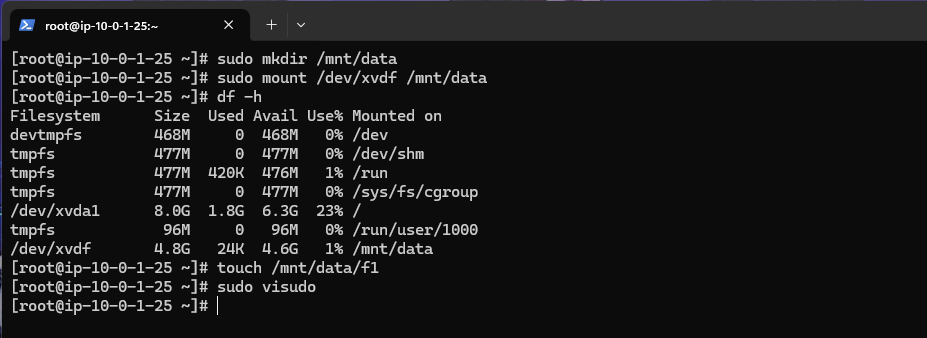 root@ip-10-0-1-25:~
[root@ip-10-0-1-25 ~]# sudo mkdir /mnt/data
[root@ip-10-0-1-25 ~]# sudo mount /dev/xvdf /mnt/data
[root@ip-10-0-1-25 ~]# df -h
Filesystem      Size  Used Avail Use% Mounted on
devtmpfs        468M     0  468M   0% /dev
tmpfs           477M     0  477M   0% /dev/shm
tmpfs           477M  420K  476M   1% /run
tmpfs           477M     0  477M   0% /sys/fs/cgroup
/dev/xvda1      8.0G  1.8G  6.3G  23% /
tmpfs            96M     0   96M   0% /run/user/1000
/dev/xvdf       4.8G   24K  4.6G   1% /mnt/data
[root@ip-10-0-1-25 ~]# touch /mnt/data/f1
[root@ip-10-0-1-25 ~]# sudo visudo
[root@ip-10-0-1-25 ~]#